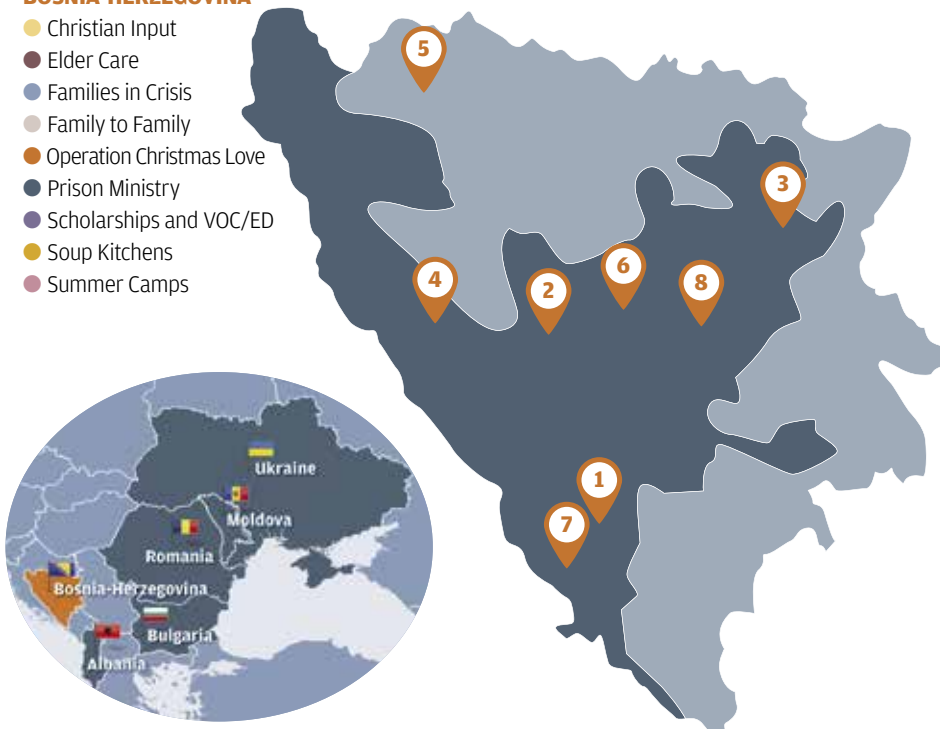 BOSNIA-HERZEGOVINA
Christian Input
Elder Care
Families in Crisis
Family to Family
Operation Christmas Love
Prison Ministry
Scholarships and VOC/ED
Soup Kitchens
Summer Camps
5
3
4
2
6
8
1
7
Ukraine
Moldova
Romania
Bosnia-Herzegovina
Bulgaria
Albania